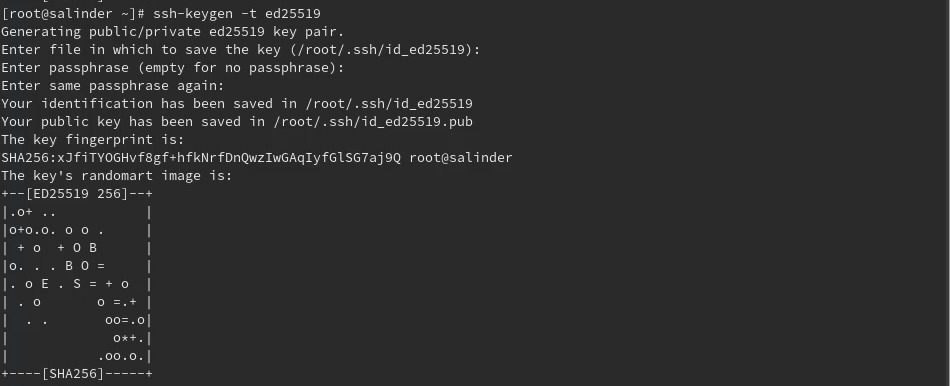 [root@salinder ~]# ssh-keygen -t ed25519
Generating public/private ed25519 key pair.
Enter file in which to save the key (/root/.ssh/id_ed25519):
Enter passphrase (empty for no passphrase):
Enter same passphrase again:
Your identification has been saved in /root/.ssh/id_ed25519
Your public key has been saved in /root/.ssh/id_ed25519.pub
The key fingerprint is:
SHA256:xJfiTYOGHvf8gf+hfkNrfDnQwzIwGAqIyfGlSG7aj9Q root@salinder
The key's randomart image is:
+--[ED25519 256]--+
|.o+ ..           |
|o+o.o. o o .     |
| + o  + O B      |
|o. . . B O =     |
|. o E . S = + o  |
| . o       o =.+ |
|  . .       oo=.o|
|             o*+.|
|           .oo.o.|
+----[SHA256]-----+